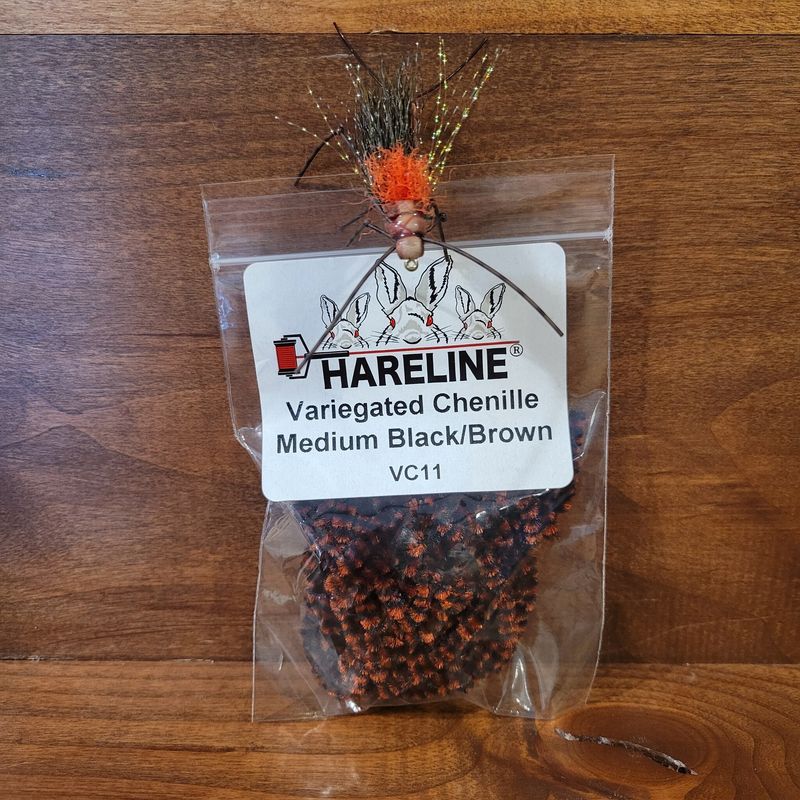 HARELINE®
Variegated Chenille
Medium Black/Brown
VC11